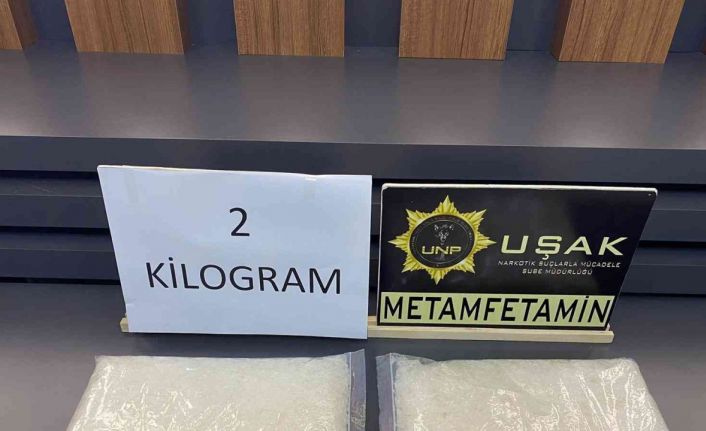 2
KİLOGRAM
UNP
UŞAK
NARKOTİK SUÇLARLA MÜCADELE
ŞUBE MÜDÜRLÜĞÜ
METAMFETAMİN